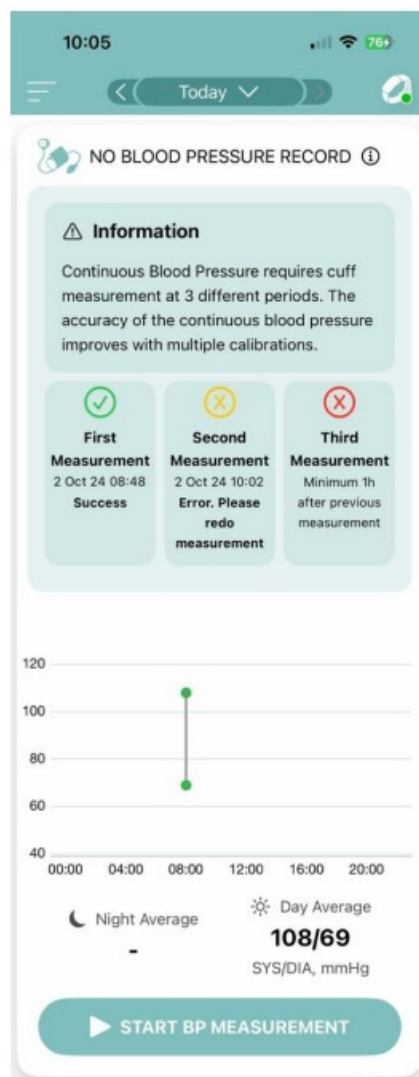 10:05
76
Today
NO BLOOD PRESSURE RECORD
Information
Continuous Blood Pressure requires cuff
measurement at 3 different periods. The
accuracy of the continuous blood pressure
improves with multiple calibrations.
First
Measurement
2 Oct 24 08:48
Success
Second
Measurement
2 Oct 24 10:02
Error. Please
redo
measurement
Third
Measurement
Minimum 1h
after previous
measurement
120
100
80
60
40
00:00 04:00 08:00 12:00 16:00 20:00
Night Average
-
Day Average
108/69
SYS/DIA, mmHg
START BP MEASUREMENT